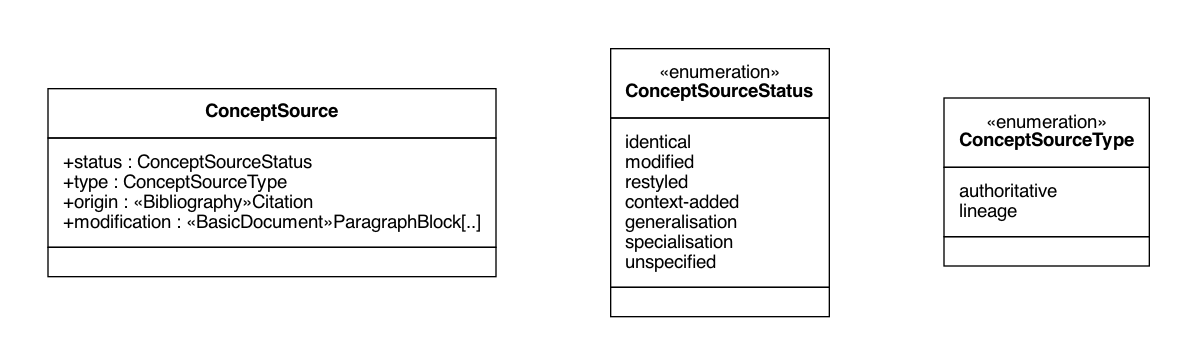 ConceptSource
+status : ConceptSourceStatus
+type : ConceptSourceType
+origin : «Bibliography»Citation
+modification : «BasicDocument»ParagraphBlock[..]
«enumeration»
ConceptSourceStatus
identical
modified
restyled
context-added
generalisation
specialisation
unspecified
«enumeration»
ConceptSourceType
authoritative
lineage